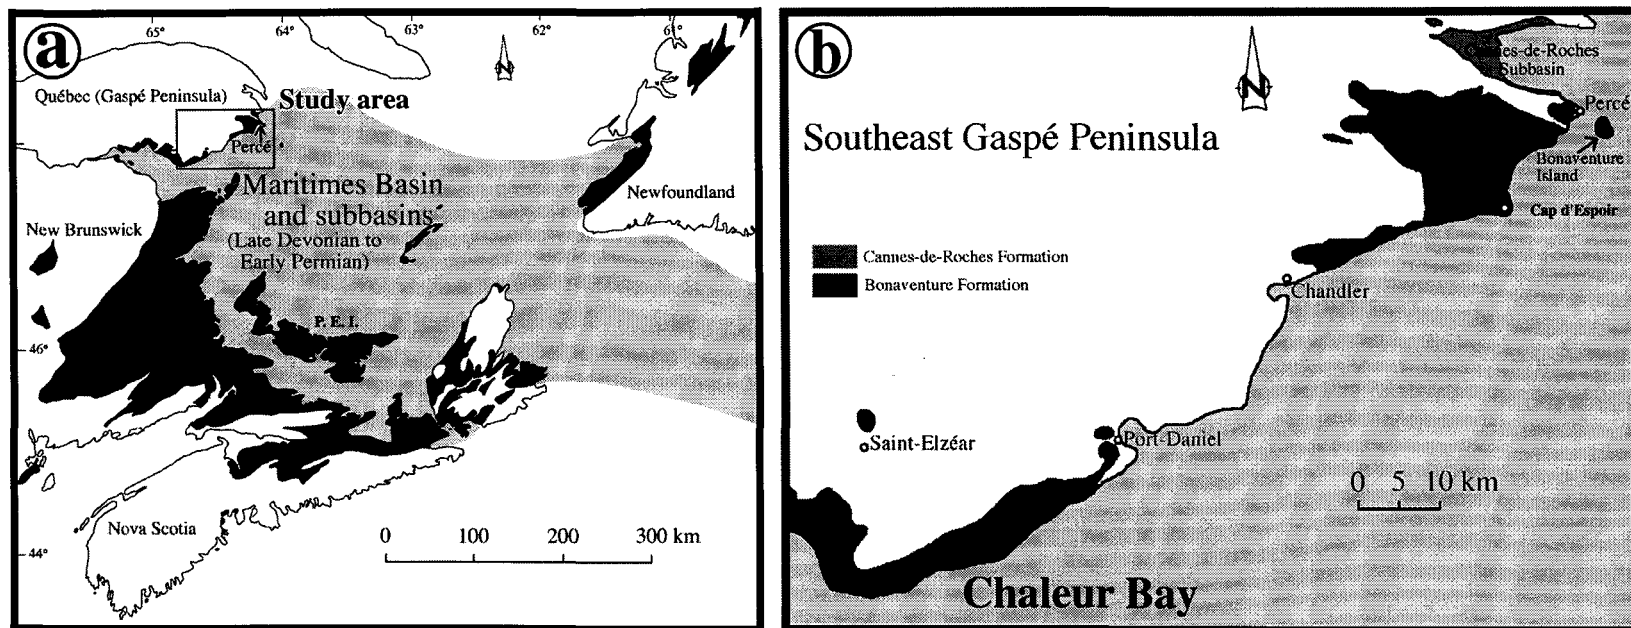 a
65°
64°
62°
61°
N
Québec (Gaspé Peninsula)
Study area
Percé
Maritimes Basin
and subbasins
(Late Devonian to
Early Permian)
Newfoundland
New Brunswick
P. E. I.
46°
Nova Scotia
44°
0 100 200 300 km
b
N
Cannes-de-Roches
Subbasin
Percé
Southeast Gaspé Peninsula
Bonaventure
Island
Cap d'Espoir
Cannes-de-Roches Formation
Bonaventure Formation
Chandler
Saint-Elzéar
Port-Daniel
0 5 10 km
Chaleur Bay